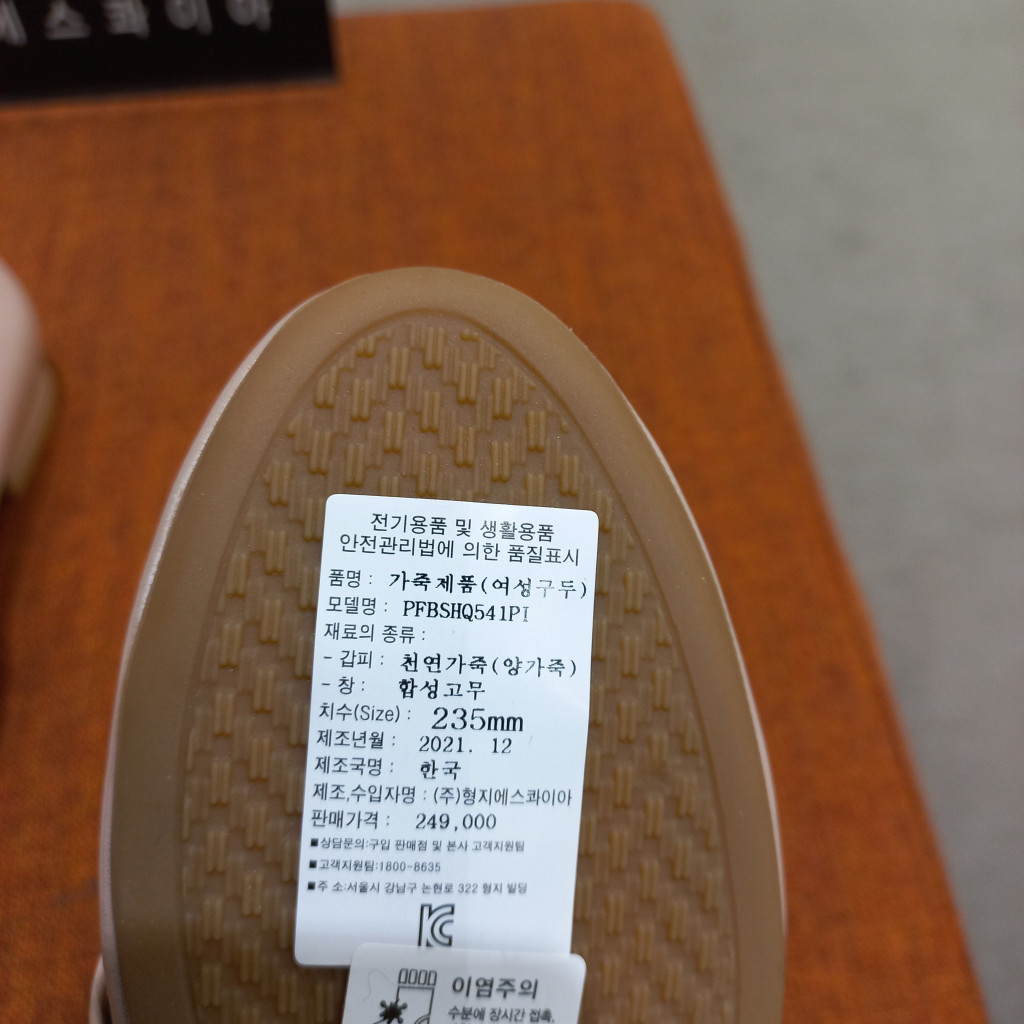 에스콰이아
전기용품 및 생활용품
안전관리법에 의한 품질표시
품명 : 가죽제품(여성구두)
모델명 : PFBSHQ541PI
재료의 종류 :
- 갑피 : 천연가죽(양가죽)
- 창 : 합성고무
치수(Size) : 235mm
제조년월 : 2021. 12
제조국명 : 한국
제조,수입자명 : (주)형지에스콰이아
판매가격 : 249,000
■상담문의:구입 판매점 및 본사 고객지원팀
■고객지원팀:1800-8635
■주 소:서울시 강남구 논현로 322 형지 빌딩
KC
이염주의
수분에 장시간 접촉,